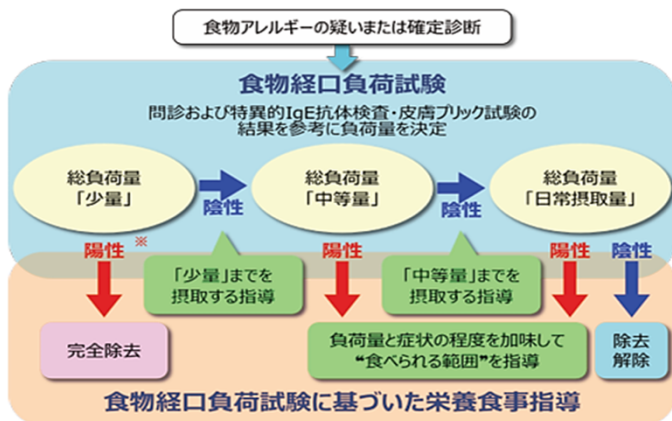 食物アレルギーの疑いまたは確定診断
食物経口負荷試験
問診および特異的IgE抗体検査・皮膚プリック試験の
結果を参考に負荷量を決定
総負荷量
「少量」
陰性
総負荷量
「中等量」
陰性
総負荷量
「日常摂取量」
陽性
※
「少量」までを
摂取する指導
陽性
「中等量」までを
摂取する指導
陽性
陰性
完全除去
負荷量と症状の程度を加味して
“食べられる範囲”を指導
除去
解除
食物経口負荷試験に基づいた栄養食事指導